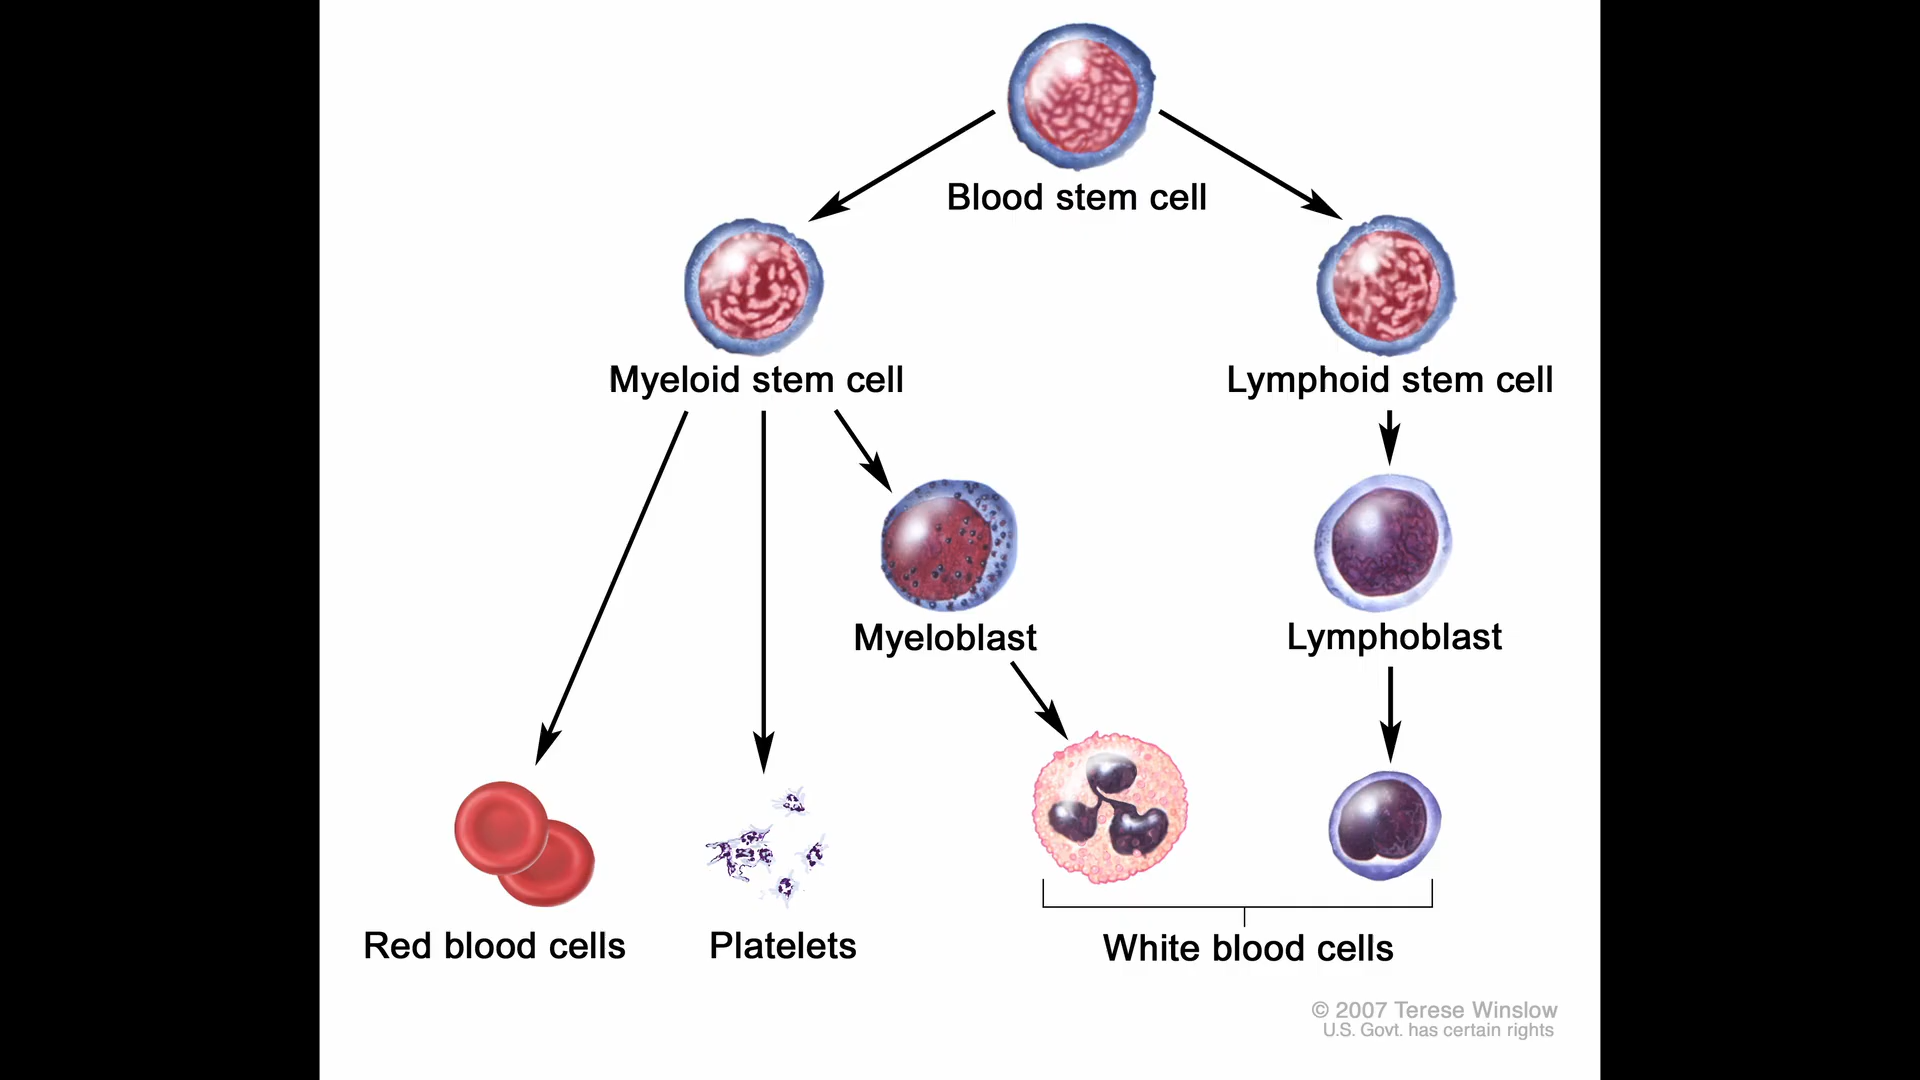 Blood stem cell
Myeloid stem cell
Lymphoid stem cell
Myeloblast
Lymphoblast
Red blood cells
Platelets
White blood cells
© 2007 Terese Winslow
U.S. Govt. has certain rights